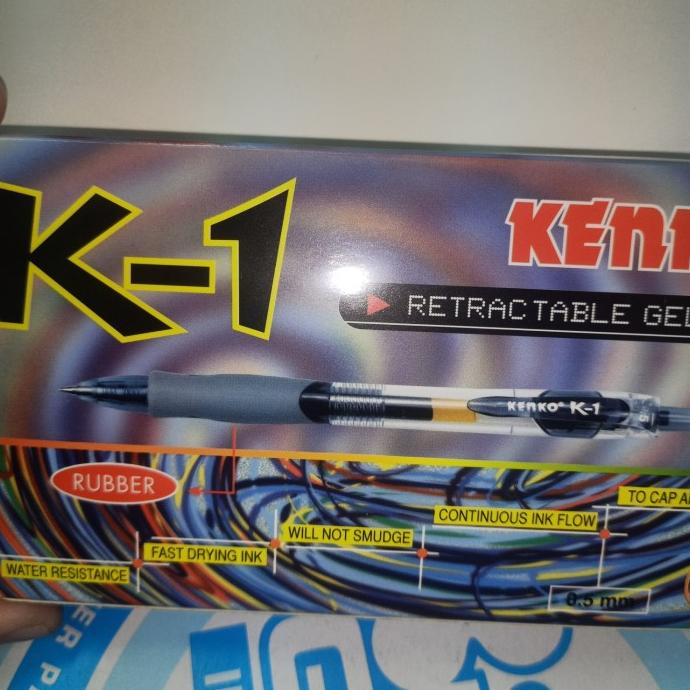 K-1
KENK
RETRACTABLE GEL
KENKO® K-1
RUBBER
TO CAP
CONTINUOUS INK FLOW
WILL NOT SMUDGE
FAST DRYING INK
WATER RESISTANCE
0.5 mm